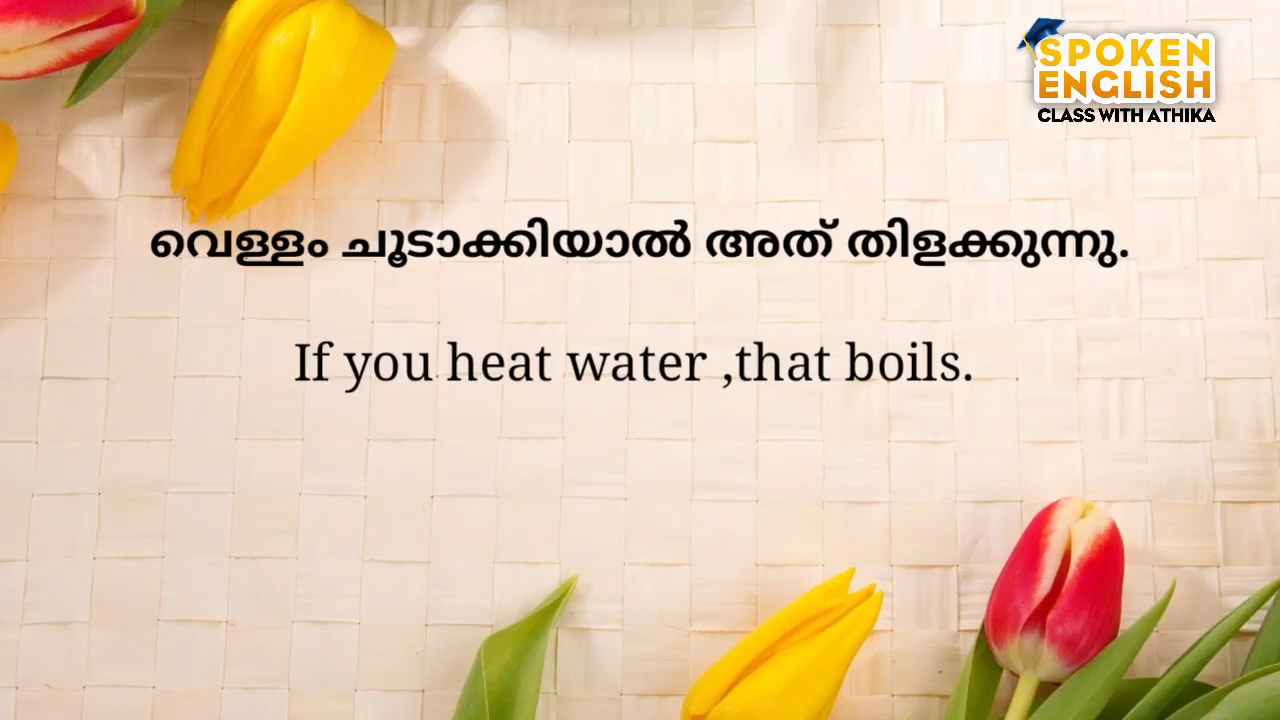 SPOKEN
ENGLISH
CLASS WITH ATHIKA
വെള്ളം ചൂടാക്കിയാൽ അത് തിളക്കുന്നു.
If you heat water ,that boils.